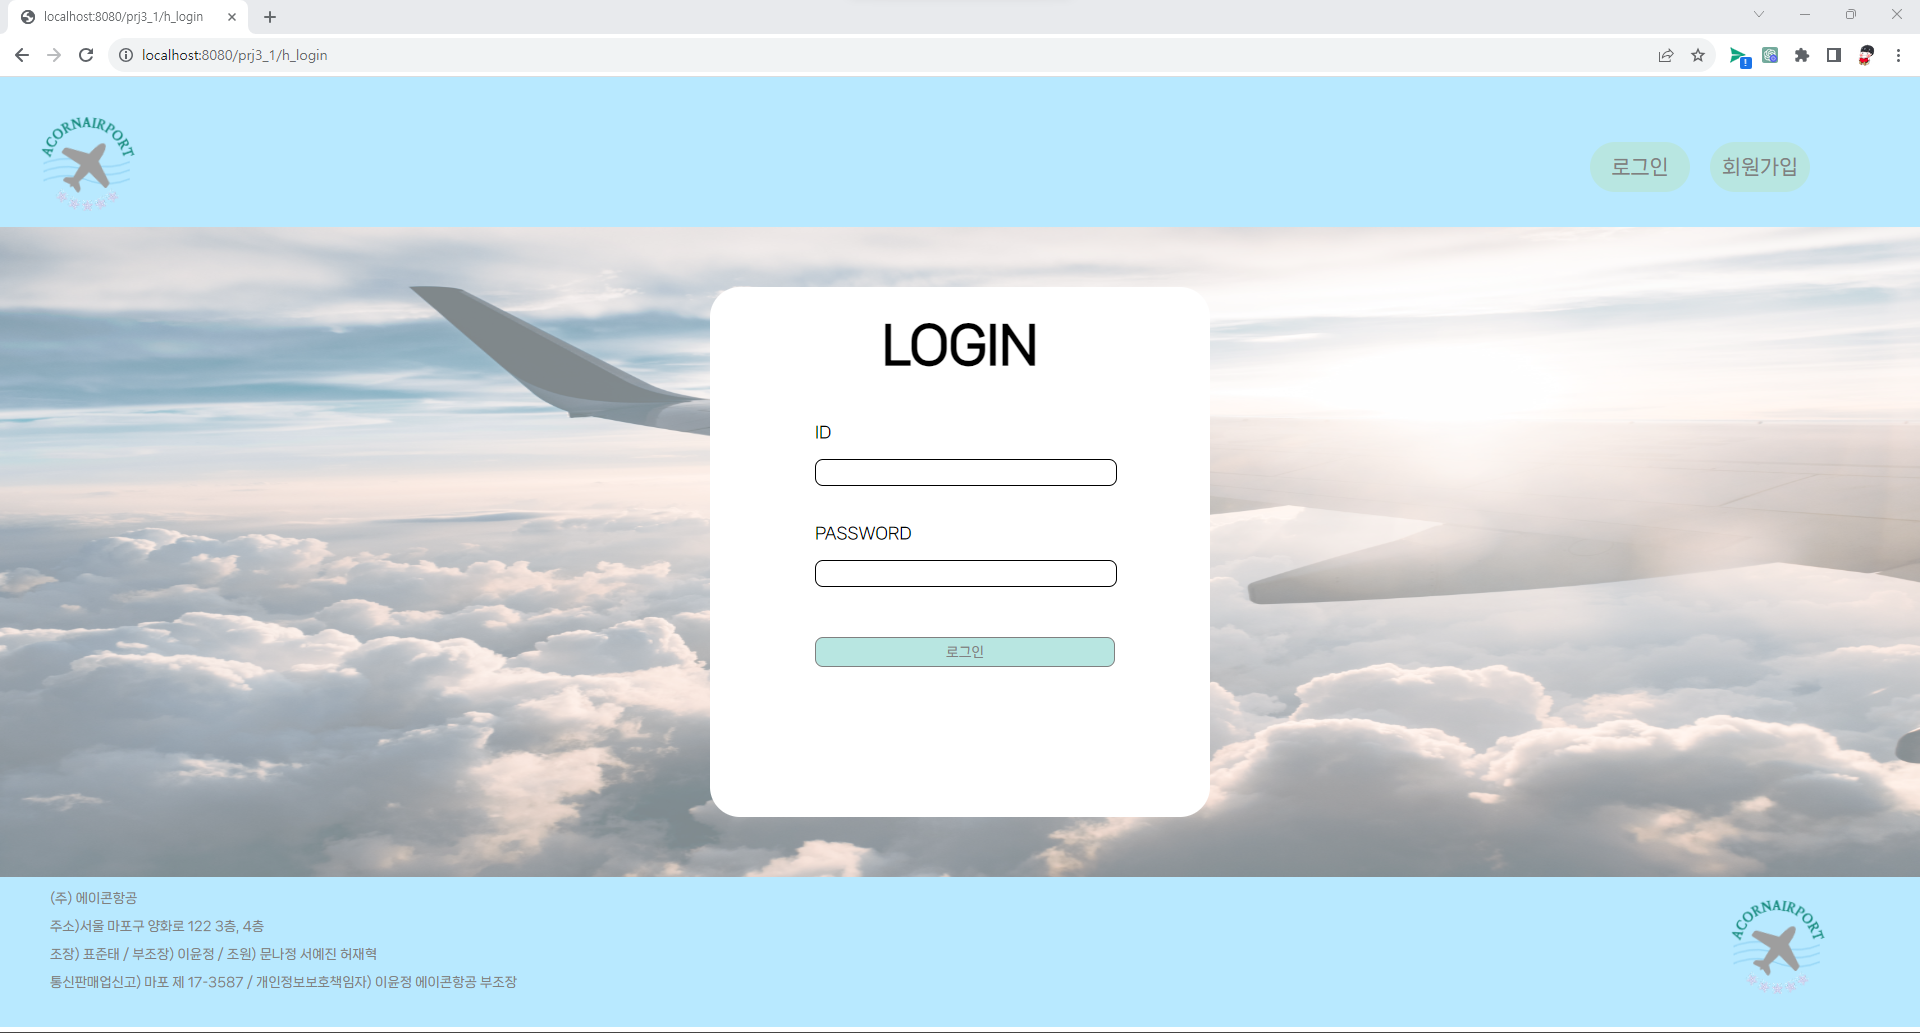 localhost:8080/prj3_1/h_login
localhost:8080/prj3_1/h_login
ACORNAIRPORT
로그인
회원가입
LOGIN
ID
PASSWORD
로그인
(주) 에이콘항공
주소)서울 마포구 양화로 122 3층, 4층
조장) 표준태 / 부조장) 이윤정 / 조원) 문나정 서예진 허재혁
통신판매업신고) 마포 제 17-3587 / 개인정보보호책임자) 이윤정 에이콘항공 부조장
ACORNAIRPORT